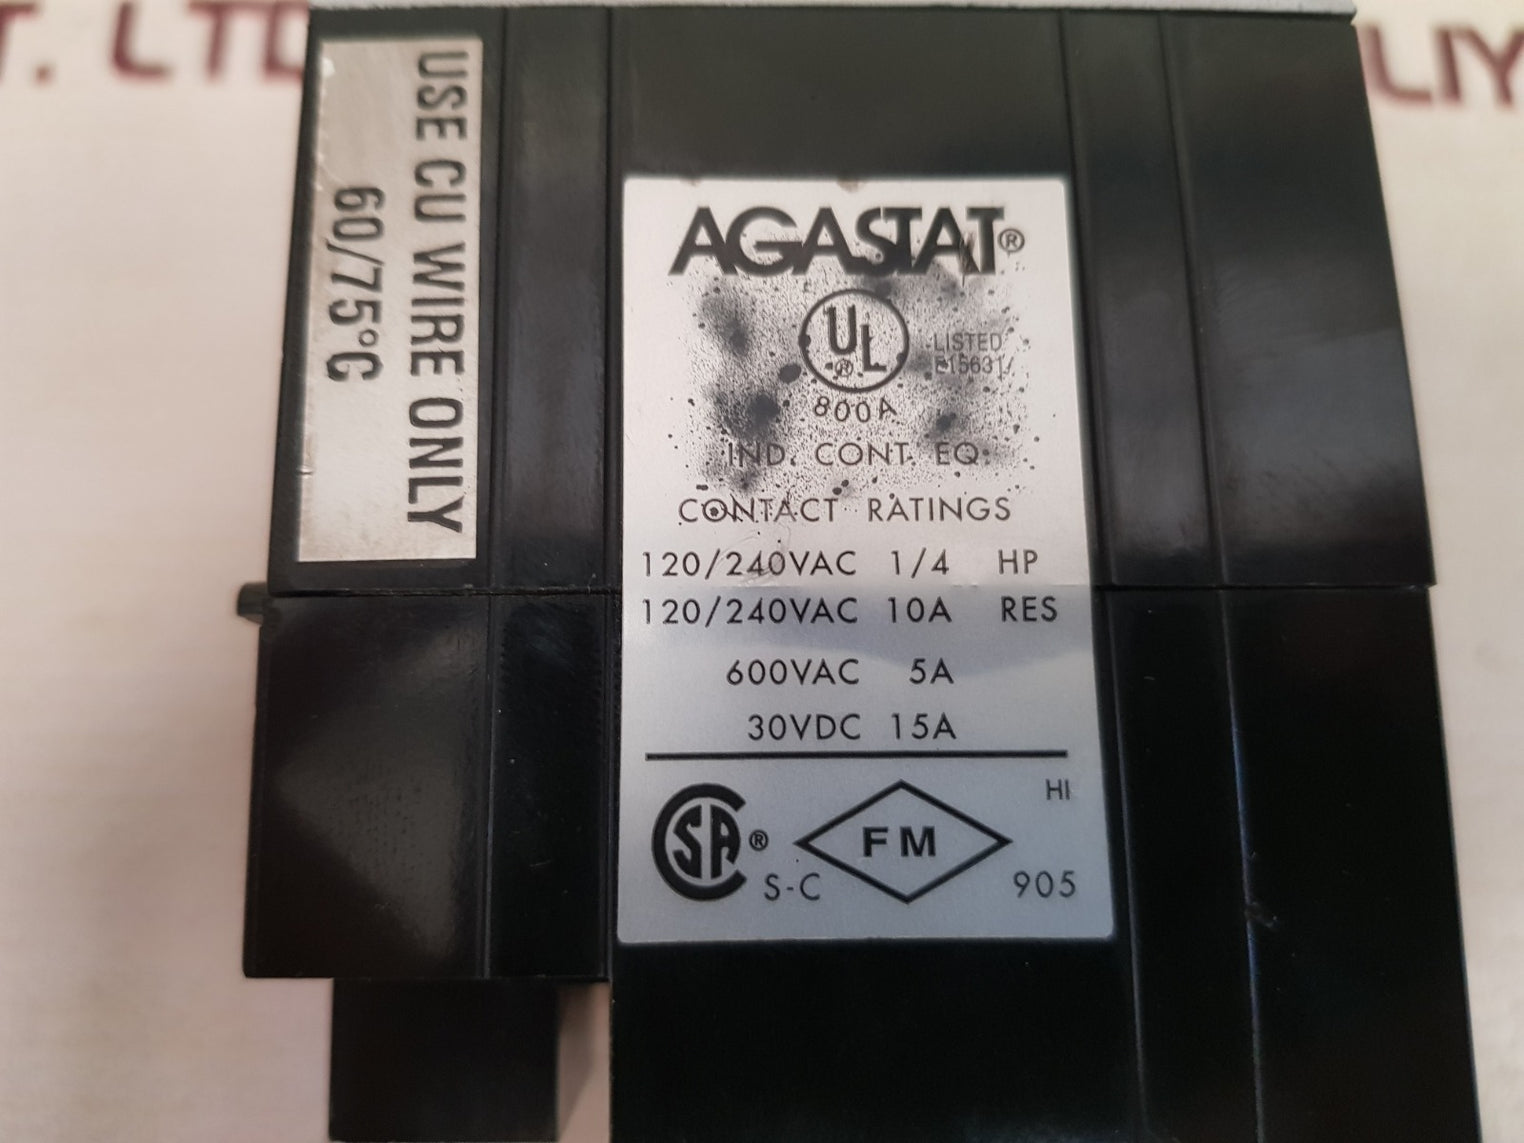 T. LTD
LIY
USE CU WIRE ONLY
60/75°C
AGASTAT®
UL®
LISTED
800A
IND. CONT. EQ.
CONTACT RATINGS
120/240VAC 1/4 HP
120/240VAC 10A RES
600VAC 5A
30VDC 15A
HI
CSA®
S-C
FM
905